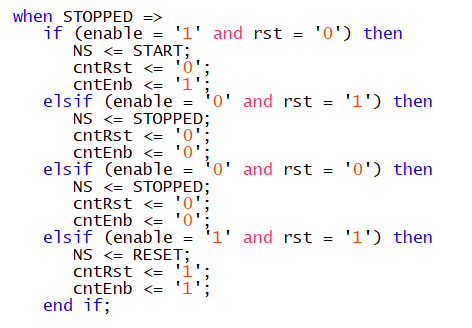 when STOPPED =>
if (enable = '1' and rst = '0') then
NS <= START;
cntRst <= '0';
cntEnb <= '1';
elsif (enable = '0' and rst = '1') then
NS <= STOPPED;
cntRst <= '0';
cntEnb <= '0';
elsif (enable = '0' and rst = '0') then
NS <= STOPPED;
cntRst <= '0';
cntEnb <= '0';
elsif (enable = '1' and rst = '1') then
NS <= RESET;
cntRst <= '1';
cntEnb <= '1';
end if;